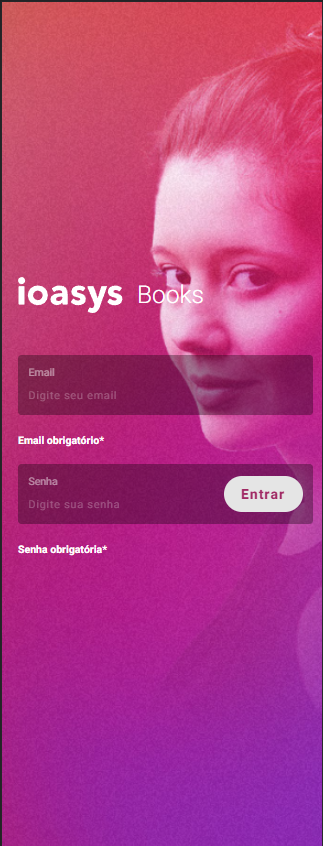 ioasys Books
Email
Digite seu email
Email obrigatório*
Senha
Digite sua senha
Entrar
Senha obrigatória*